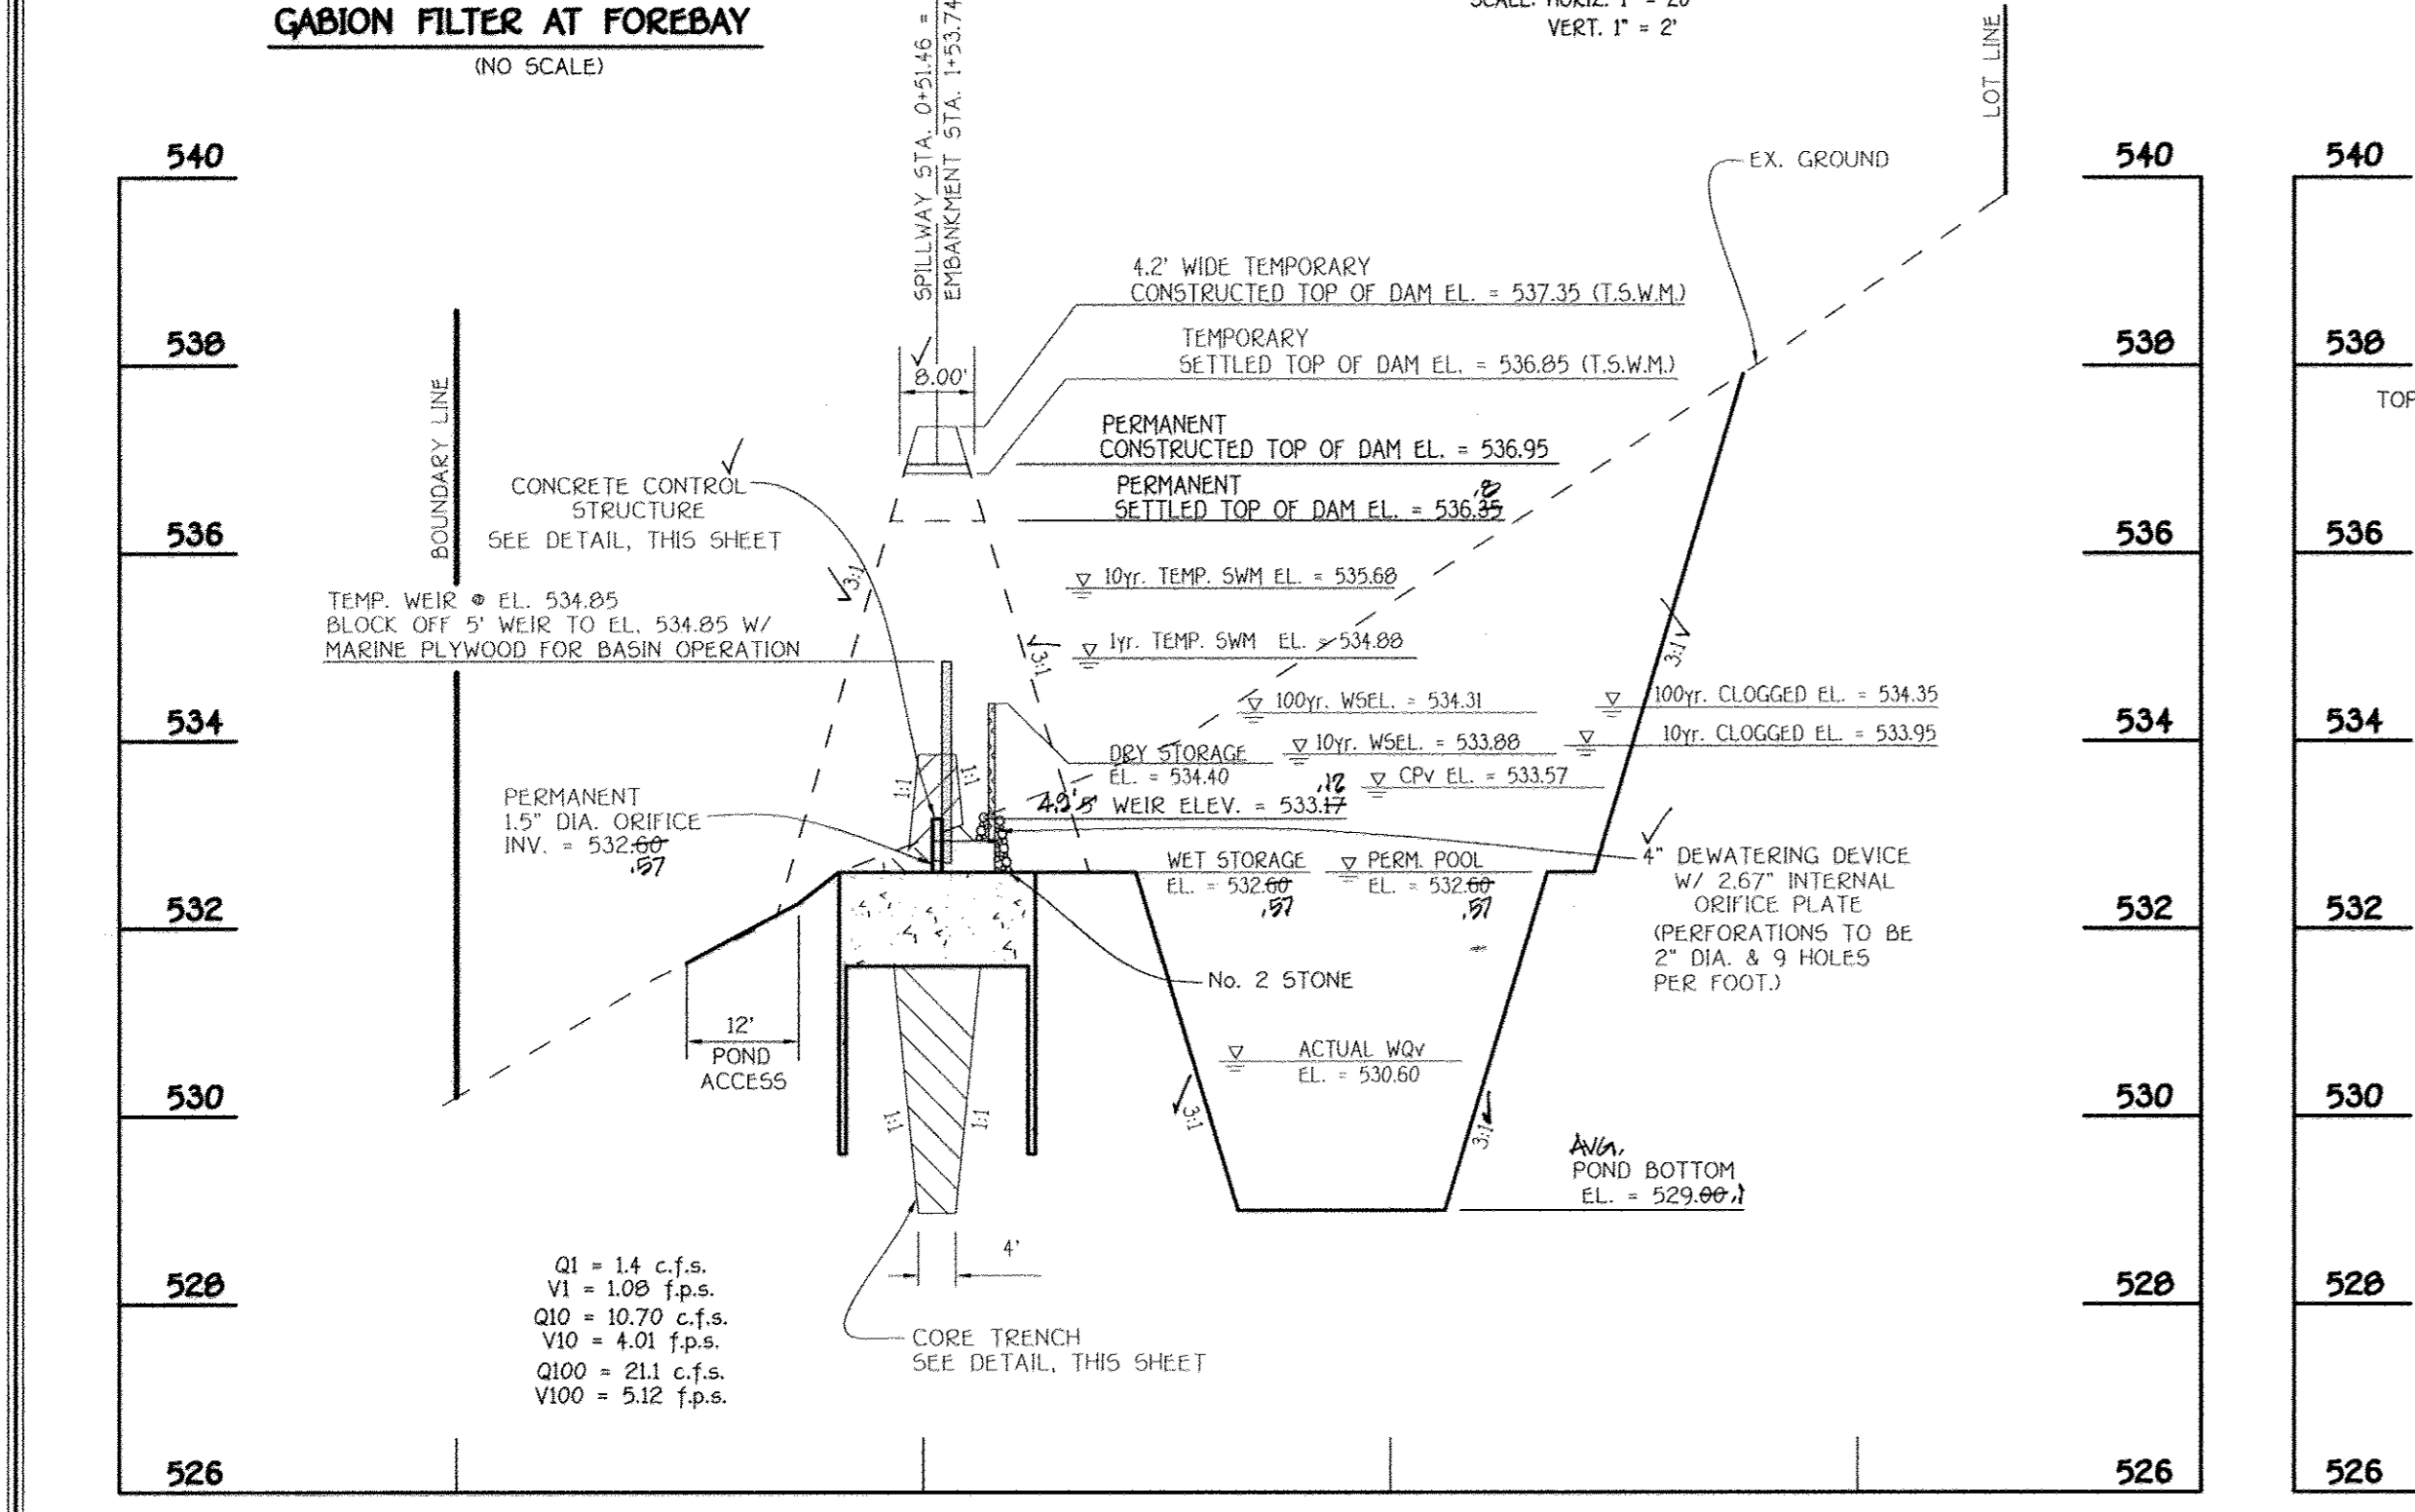 GABION FILTER AT FOREBAY
(NO SCALE)
SCALE: HORIZ. 1" = 20'
VERT. 1" = 2'
SPILLWAY STA. 0+51.46 =
EMBANKMENT STA. 1+53.74
LOT LINE
540
540
540
EX. GROUND
4.2' WIDE TEMPORARY
CONSTRUCTED TOP OF DAM EL. = 537.35 (T.S.W.M.)
TEMPORARY
SETTLED TOP OF DAM EL. = 536.85 (T.S.W.M.)
538
538
538
8.00'
TOP
BOUNDARY LINE
PERMANENT
CONSTRUCTED TOP OF DAM EL. = 536.95
PERMANENT
SETTLED TOP OF DAM EL. = 536.35 .8
CONCRETE CONTROL
STRUCTURE
SEE DETAIL, THIS SHEET
536
536
536
3:1
10yr. TEMP. SWM EL. = 535.68
TEMP. WEIR @ EL. 534.85
BLOCK OFF 5' WEIR TO EL. 534.85 W/
MARINE PLYWOOD FOR BASIN OPERATION
1yr. TEMP. SWM EL. = 534.88
3:1
3:1
100yr. WSEL. = 534.31
100yr. CLOGGED EL. = 534.35
534
534
534
10yr. WSEL. = 533.88
10yr. CLOGGED EL. = 533.95
DRY STORAGE
EL. = 534.40
CPv EL. = 533.57
1:1
1:1
4.9' 5' WEIR ELEV. = 533.17 .12
PERMANENT
1.5" DIA. ORIFICE
INV. = 532.60
.57
WET STORAGE
EL. = 532.60
.57
PERM. POOL
EL. = 532.60
.57
4" DEWATERING DEVICE
W/ 2.67" INTERNAL
ORIFICE PLATE
(PERFORATIONS TO BE
2" DIA. & 9 HOLES
PER FOOT.)
532
532
532
No. 2 STONE
12'
POND
ACCESS
ACTUAL WQv
EL. = 530.60
530
530
530
1:1
1:1
3:1
3:1
AVG.
POND BOTTOM
EL. = 529.00 .1
4'
528
528
528
Q1 = 1.4 c.f.s.
V1 = 1.08 f.p.s.
Q10 = 10.70 c.f.s.
V10 = 4.01 f.p.s.
Q100 = 21.1 c.f.s.
V100 = 5.12 f.p.s.
CORE TRENCH
SEE DETAIL, THIS SHEET
526
526
526